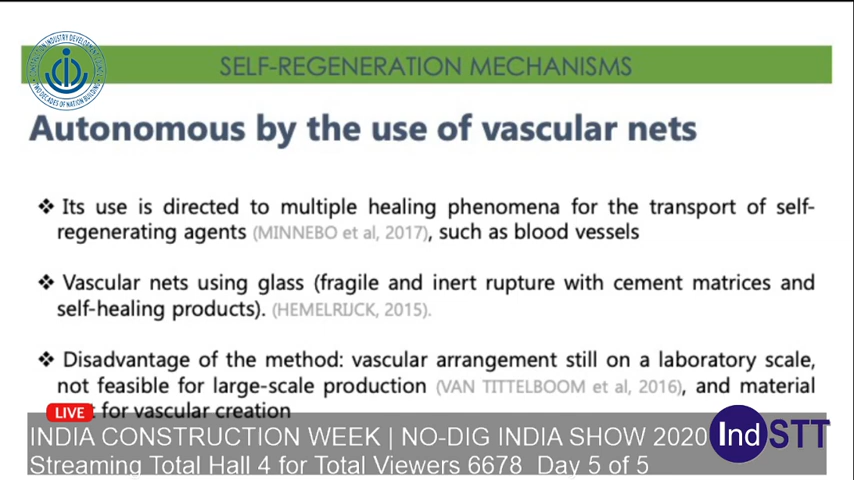 SELF-REGENERATION MECHANISMS
Autonomous by the use of vascular nets
❖ Its use is directed to multiple healing phenomena for the transport of self-
regenerating agents (MINNEBO et al, 2017), such as blood vessels
❖ Vascular nets using glass (fragile and inert rupture with cement matrices and
self-healing products). (HEMELRIJCK, 2015).
❖ Disadvantage of the method: vascular arrangement still on a laboratory scale,
not feasible for large-scale production (VAN TITTELBOOM et al, 2016), and material
LIVE for vascular creation
INDIA CONSTRUCTION WEEK | NO-DIG INDIA SHOW 2020
IndSTT
Streaming Total Hall 4 for Total Viewers 6678 Day 5 of 5